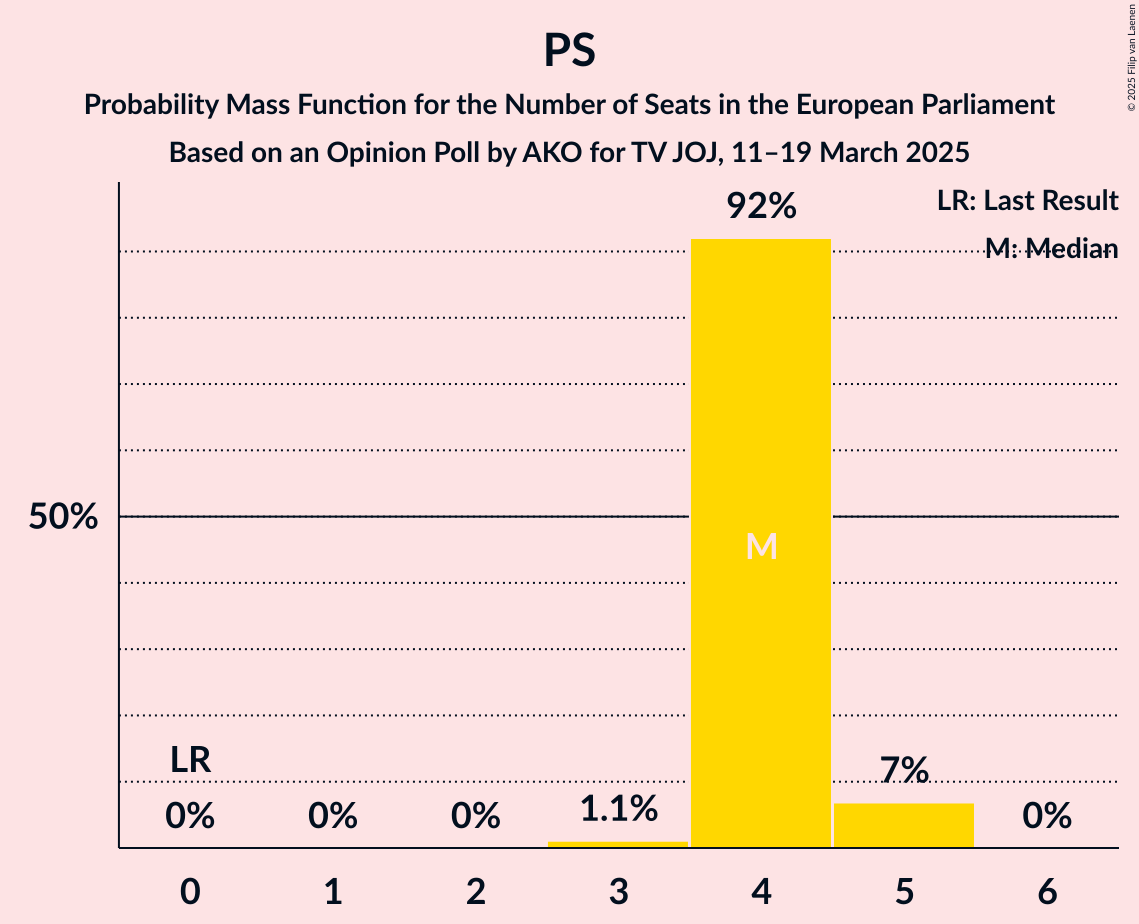 PS
Probability Mass Function for the Number of Seats in the European Parliament
Based on an Opinion Poll by AKO for TV JOJ, 11–19 March 2025
© 2025 Filip van Laenen
LR: Last Result
M: Median
92%
50%
M
LR
0%
0%
0%
1.1%
7%
0%
0
1
2
3
4
5
6